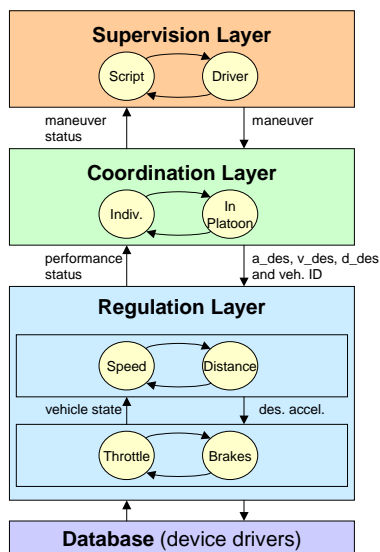 Supervision Layer
Script
Driver
maneuver
status
maneuver
Coordination Layer
Indiv.
In
Platoon
performance
status
a_des, v_des, d_des
and veh. ID
Regulation Layer
Speed
Distance
vehicle state
des. accel.
Throttle
Brakes
Database (device drivers)